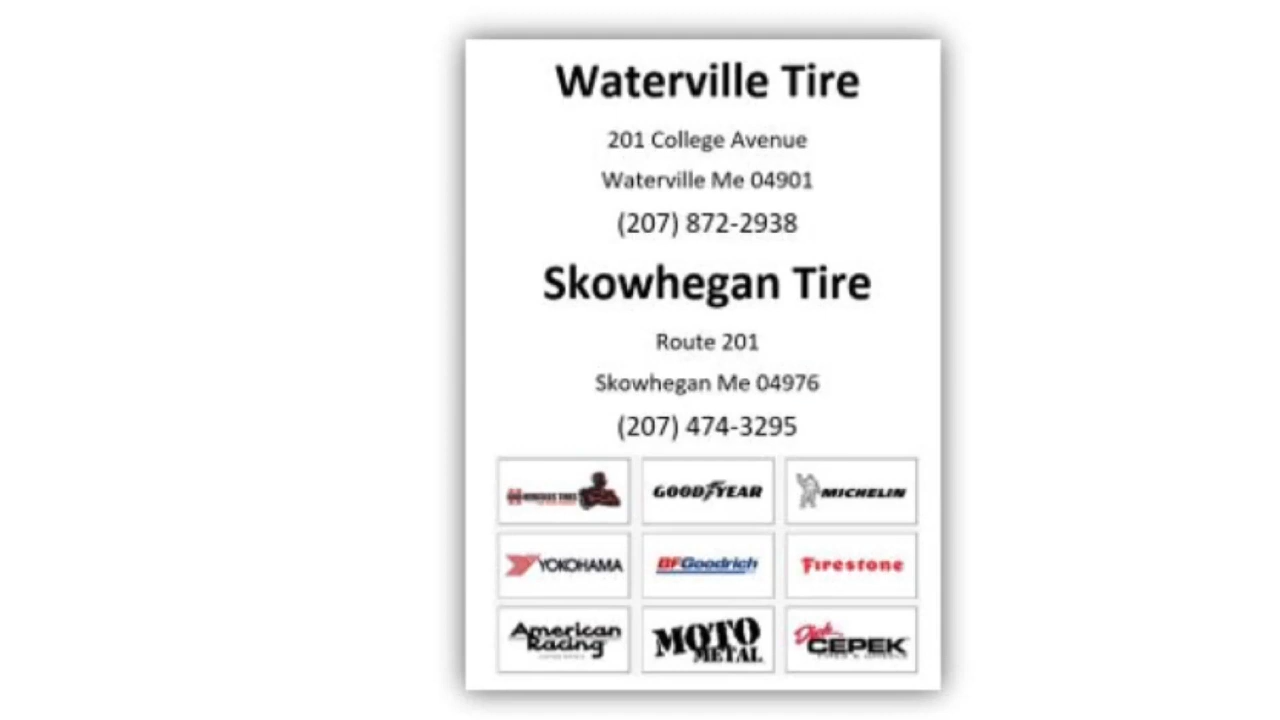 Waterville Tire
201 College Avenue
Waterville Me 04901
(207) 872-2938
Skowhegan Tire
Route 201
Skowhegan Me 04976
(207) 474-3295
GOODYEAR
MICHELIN
YOKOHAMA
BFGoodrich
Firestone
American
Racing
MOTO
METAL
Dick
CEPEK